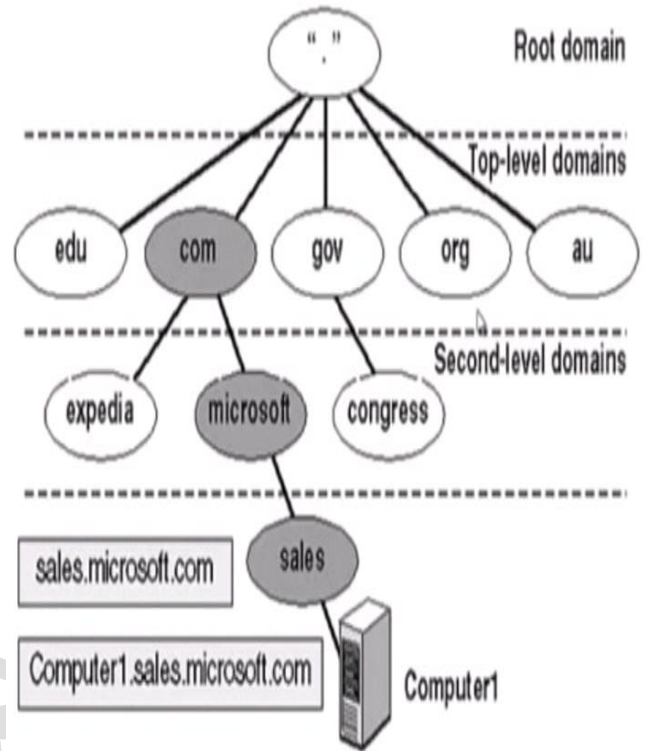 “.”
Root domain
Top-level domains
edu com gov org au
Second-level domains
expedia microsoft congress
sales
sales.microsoft.com
Computer1.sales.microsoft.com
Computer1